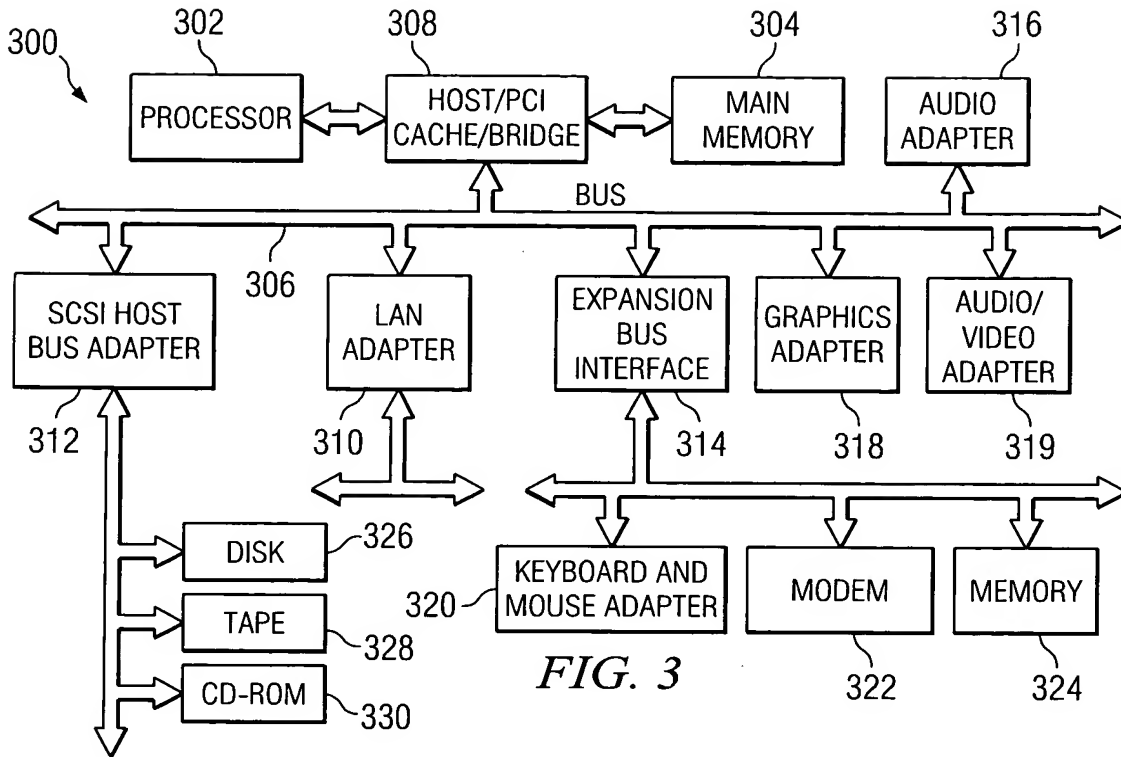 300
302
308
304
316
PROCESSOR
HOST/PCI
CACHE/BRIDGE
MAIN
MEMORY
AUDIO
ADAPTER
BUS
306
SCSI HOST
BUS ADAPTER
LAN
ADAPTER
EXPANSION
BUS
INTERFACE
GRAPHICS
ADAPTER
AUDIO/
VIDEO
ADAPTER
312
310
314
318
319
DISK
326
TAPE
328
CD-ROM
330
320
KEYBOARD AND
MOUSE ADAPTER
MODEM
MEMORY
322
324
FIG. 3